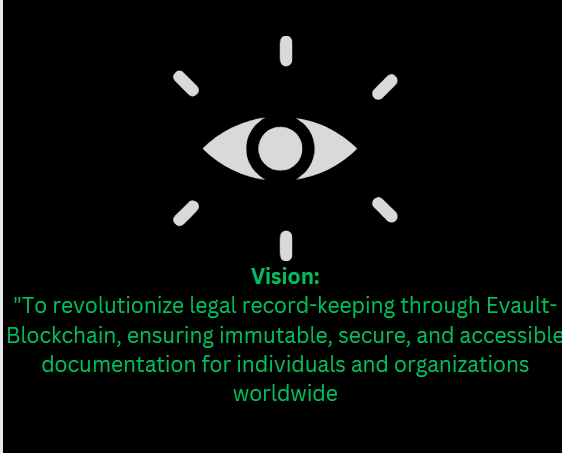 Vision:
"To revolutionize legal record-keeping through Evault-
Blockchain, ensuring immutable, secure, and accessible
documentation for individuals and organizations
worldwide